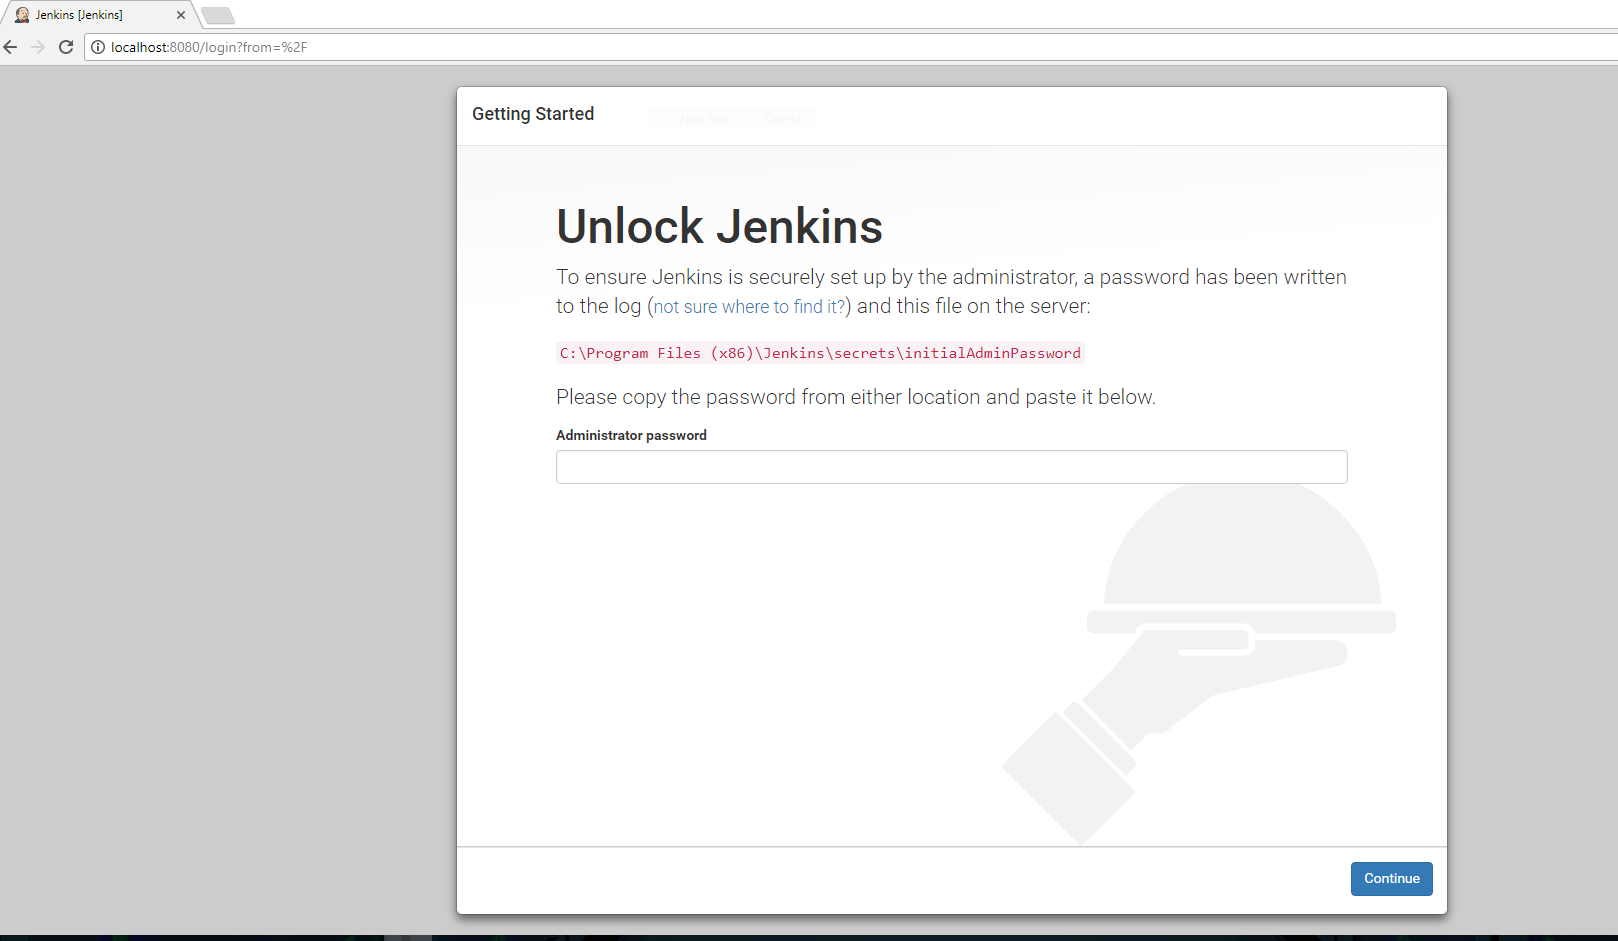 Jenkins [Jenkins]
localhost:8080/login?from=%2F
Getting Started
New Snip Ctrl+N
Unlock Jenkins
To ensure Jenkins is securely set up by the administrator, a password has been written
to the log (not sure where to find it?) and this file on the server:
C:\Program Files (x86)\Jenkins\secrets\initialAdminPassword
Please copy the password from either location and paste it below.
Administrator password
Continue